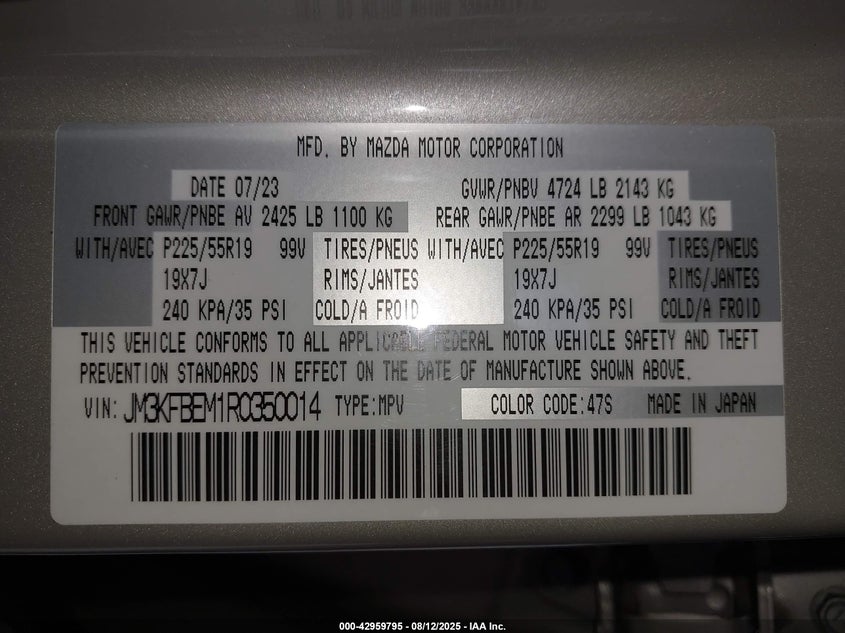 MFD. BY MAZDA MOTOR CORPORATION
DATE 07/23 GVWR/PNBV 4724 LB 2143 KG
FRONT GAWR/PNBE AV 2425 LB 1100 KG REAR GAWR/PNBE AR 2299 LB 1043 KG
WITH/AVEC P225/55R19 99V TIRES/PNEUS WITH/AVEC P225/55R19 99V TIRES/PNEUS
19X7J RIMS/JANTES 19X7J RIMS/JANTES
240 KPA/35 PSI COLD/A FROID 240 KPA/35 PSI COLD/A FROID
THIS VEHICLE CONFORMS TO ALL APPLICABLE FEDERAL MOTOR VEHICLE SAFETY AND THEFT
PREVENTION STANDARDS IN EFFECT ON THE DATE OF MANUFACTURE SHOWN ABOVE.
VIN: JM3KFBEM1R0350014 TYPE:MPV COLOR CODE:47S MADE IN JAPAN
000-42959795 - 08/12/2025 - IAA Inc.